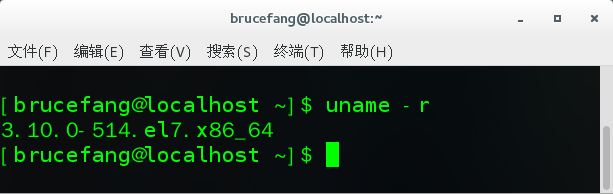 brucefang@localhost:~
文件(F) 编辑(E) 查看(V) 搜索(S) 终端(T) 帮助(H)
[brucefang@localhost ~]$ uname -r
3.10.0-514.el7.x86_64
[brucefang@localhost ~]$